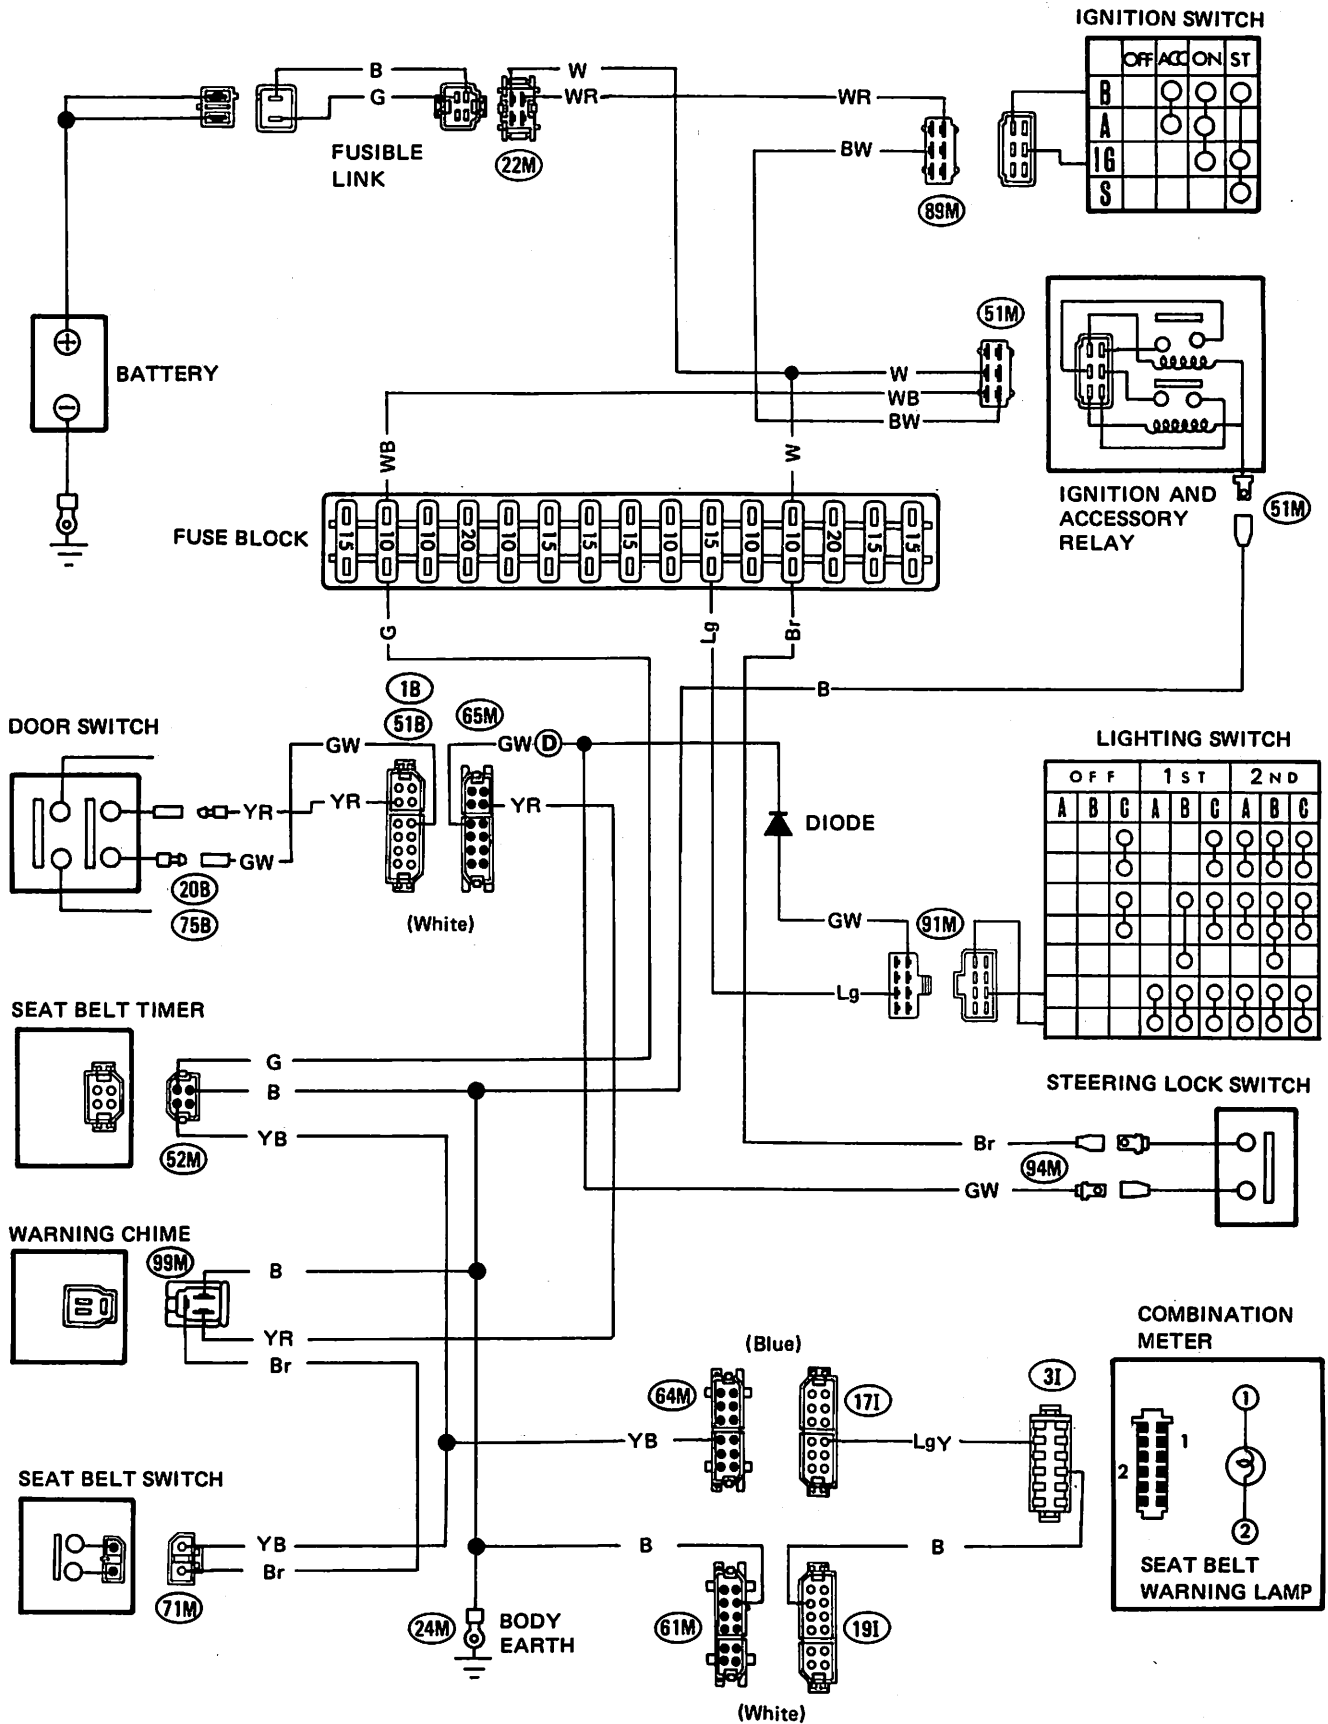 IGNITION SWITCH
OFF ACC ON ST
B
A
IG
S
B
G
W
WR
WR
BW
FUSIBLE
LINK
22M
89M
BATTERY
51M
W
WB
BW
WB
W
IGNITION AND
ACCESSORY
RELAY
51M
FUSE BLOCK
15 10 10 20 10 15 15 15 10 15 10 10 20 15 15
G
Lg
Br
B
DOOR SWITCH
1B
51B
65M
GW
GW
D
YR
YR
YR
GW
20B
75B
(White)
DIODE
GW
91M
Lg
LIGHTING SWITCH
OFF 1ST 2ND
A B C A B C A B C
SEAT BELT TIMER
G
B
YB
52M
STEERING LOCK SWITCH
Br
94M
GW
WARNING CHIME
99M
B
YR
Br
COMBINATION
METER
(Blue)
64M
17I
3I
YB
LgY
1
1
2
2
SEAT BELT
WARNING LAMP
SEAT BELT SWITCH
YB
Br
71M
B
B
24M
BODY
EARTH
61M
19I
(White)